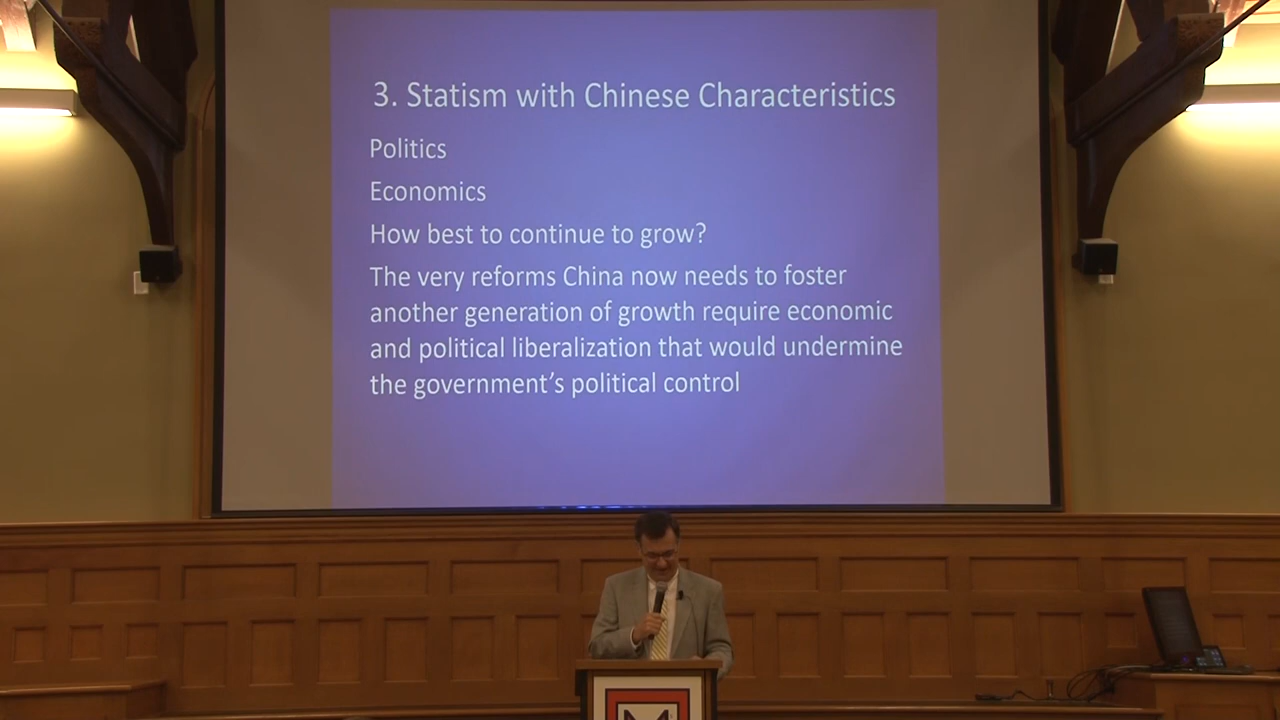 3. Statism with Chinese Characteristics
Politics
Economics
How best to continue to grow?
The very reforms China now needs to foster
another generation of growth require economic
and political liberalization that would undermine
the government’s political control